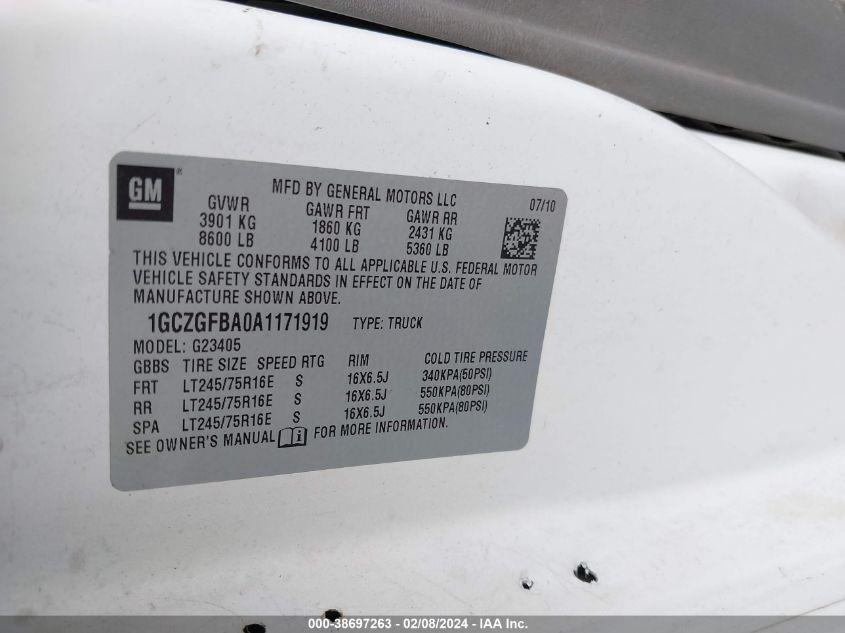 GM ®
MFD BY GENERAL MOTORS LLC 07/10
GVWR GAWR FRT GAWR RR
3901 KG 1860 KG 2431 KG
8600 LB 4100 LB 5360 LB
THIS VEHICLE CONFORMS TO ALL APPLICABLE U.S. FEDERAL MOTOR
VEHICLE SAFETY STANDARDS IN EFFECT ON THE DATE OF
MANUFACTURE SHOWN ABOVE.
1GCZGFBA0A1171919 TYPE: TRUCK
MODEL: G23405
GBBS TIRE SIZE SPEED RTG RIM COLD TIRE PRESSURE
FRT LT245/75R16E S 16X6.5J 340KPA(50PSI)
RR LT245/75R16E S 16X6.5J 550KPA(80PSI)
SPA LT245/75R16E S 16X6.5J 550KPA(80PSI)
SEE OWNER'S MANUAL FOR MORE INFORMATION.
000-38697263 - 02/08/2024 - IAA Inc.